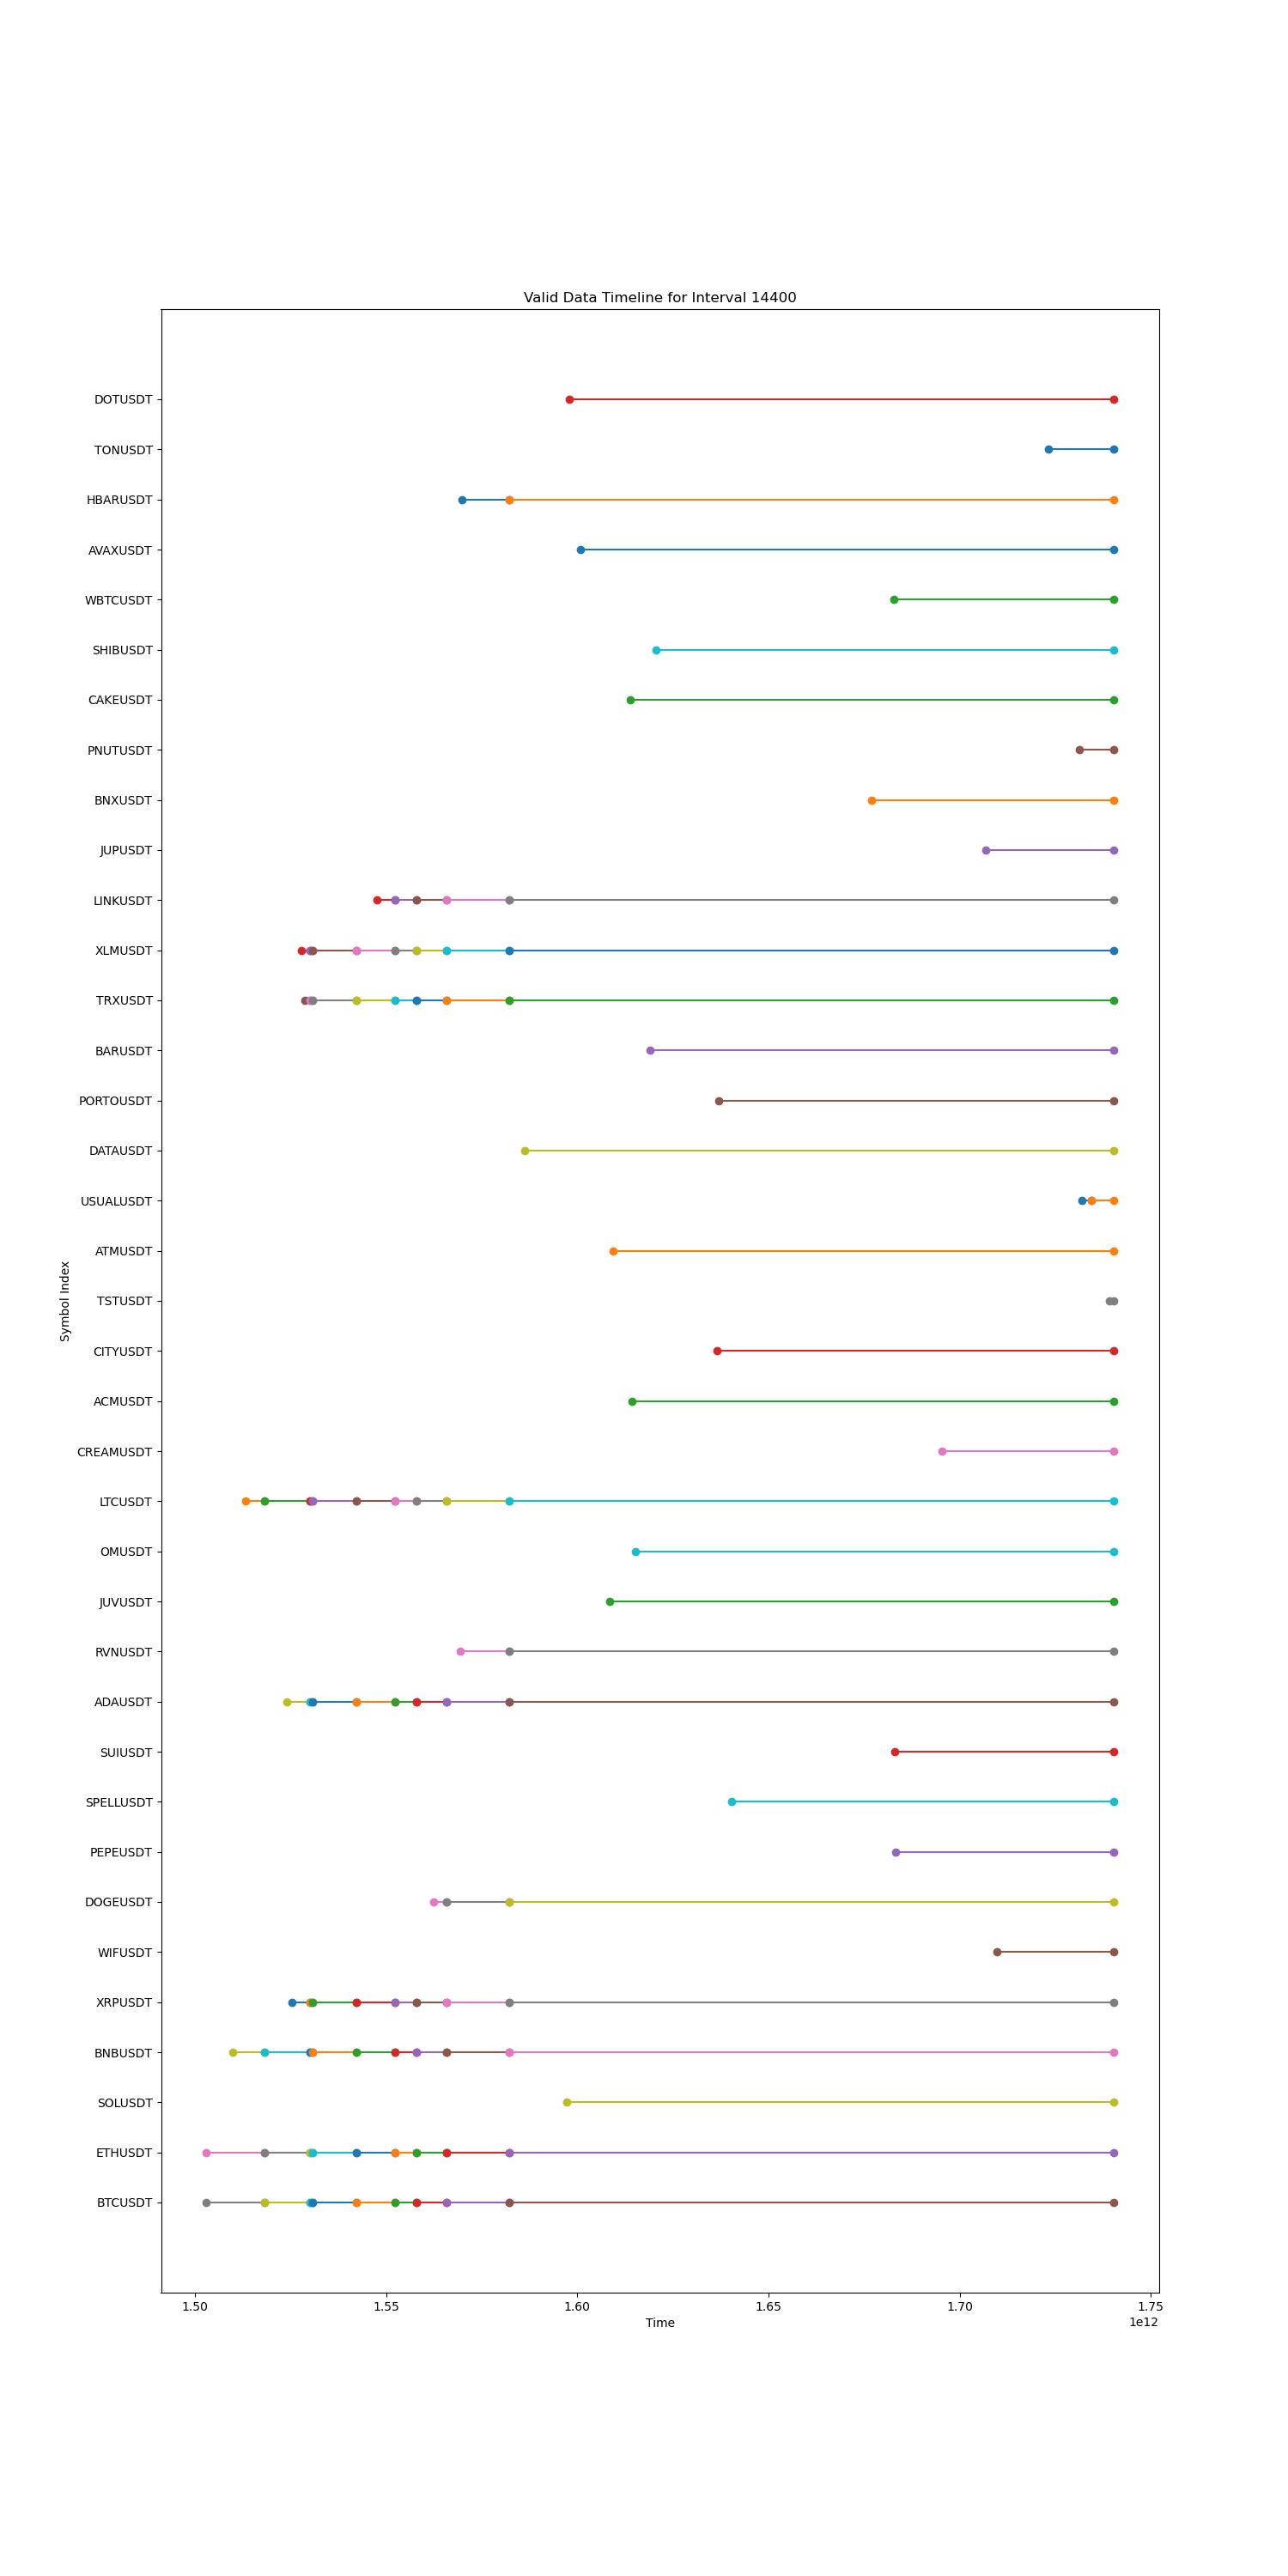 Valid Data Timeline for Interval 14400
DOTUSDT
TONUSDT
HBARUSDT
AVAXUSDT
WBTCUSDT
SHIBUSDT
CAKEUSDT
PNUTUSDT
BNXUSDT
JUPUSDT
LINKUSDT
XLMUSDT
TRXUSDT
BARUSDT
PORTOUSDT
DATAUSDT
USUALUSDT
ATMUSDT
TSTUSDT
CITYUSDT
ACMUSDT
CREAMUSDT
LTCUSDT
OMUSDT
JUVUSDT
RVNUSDT
ADAUSDT
SUIUSDT
SPELLUSDT
PEPEUSDT
DOGEUSDT
WIFUSDT
XRPUSDT
BNBUSDT
SOLUSDT
ETHUSDT
BTCUSDT
Symbol Index
1.50 1.55 1.60 1.65 1.70 1.75
Time
1e12